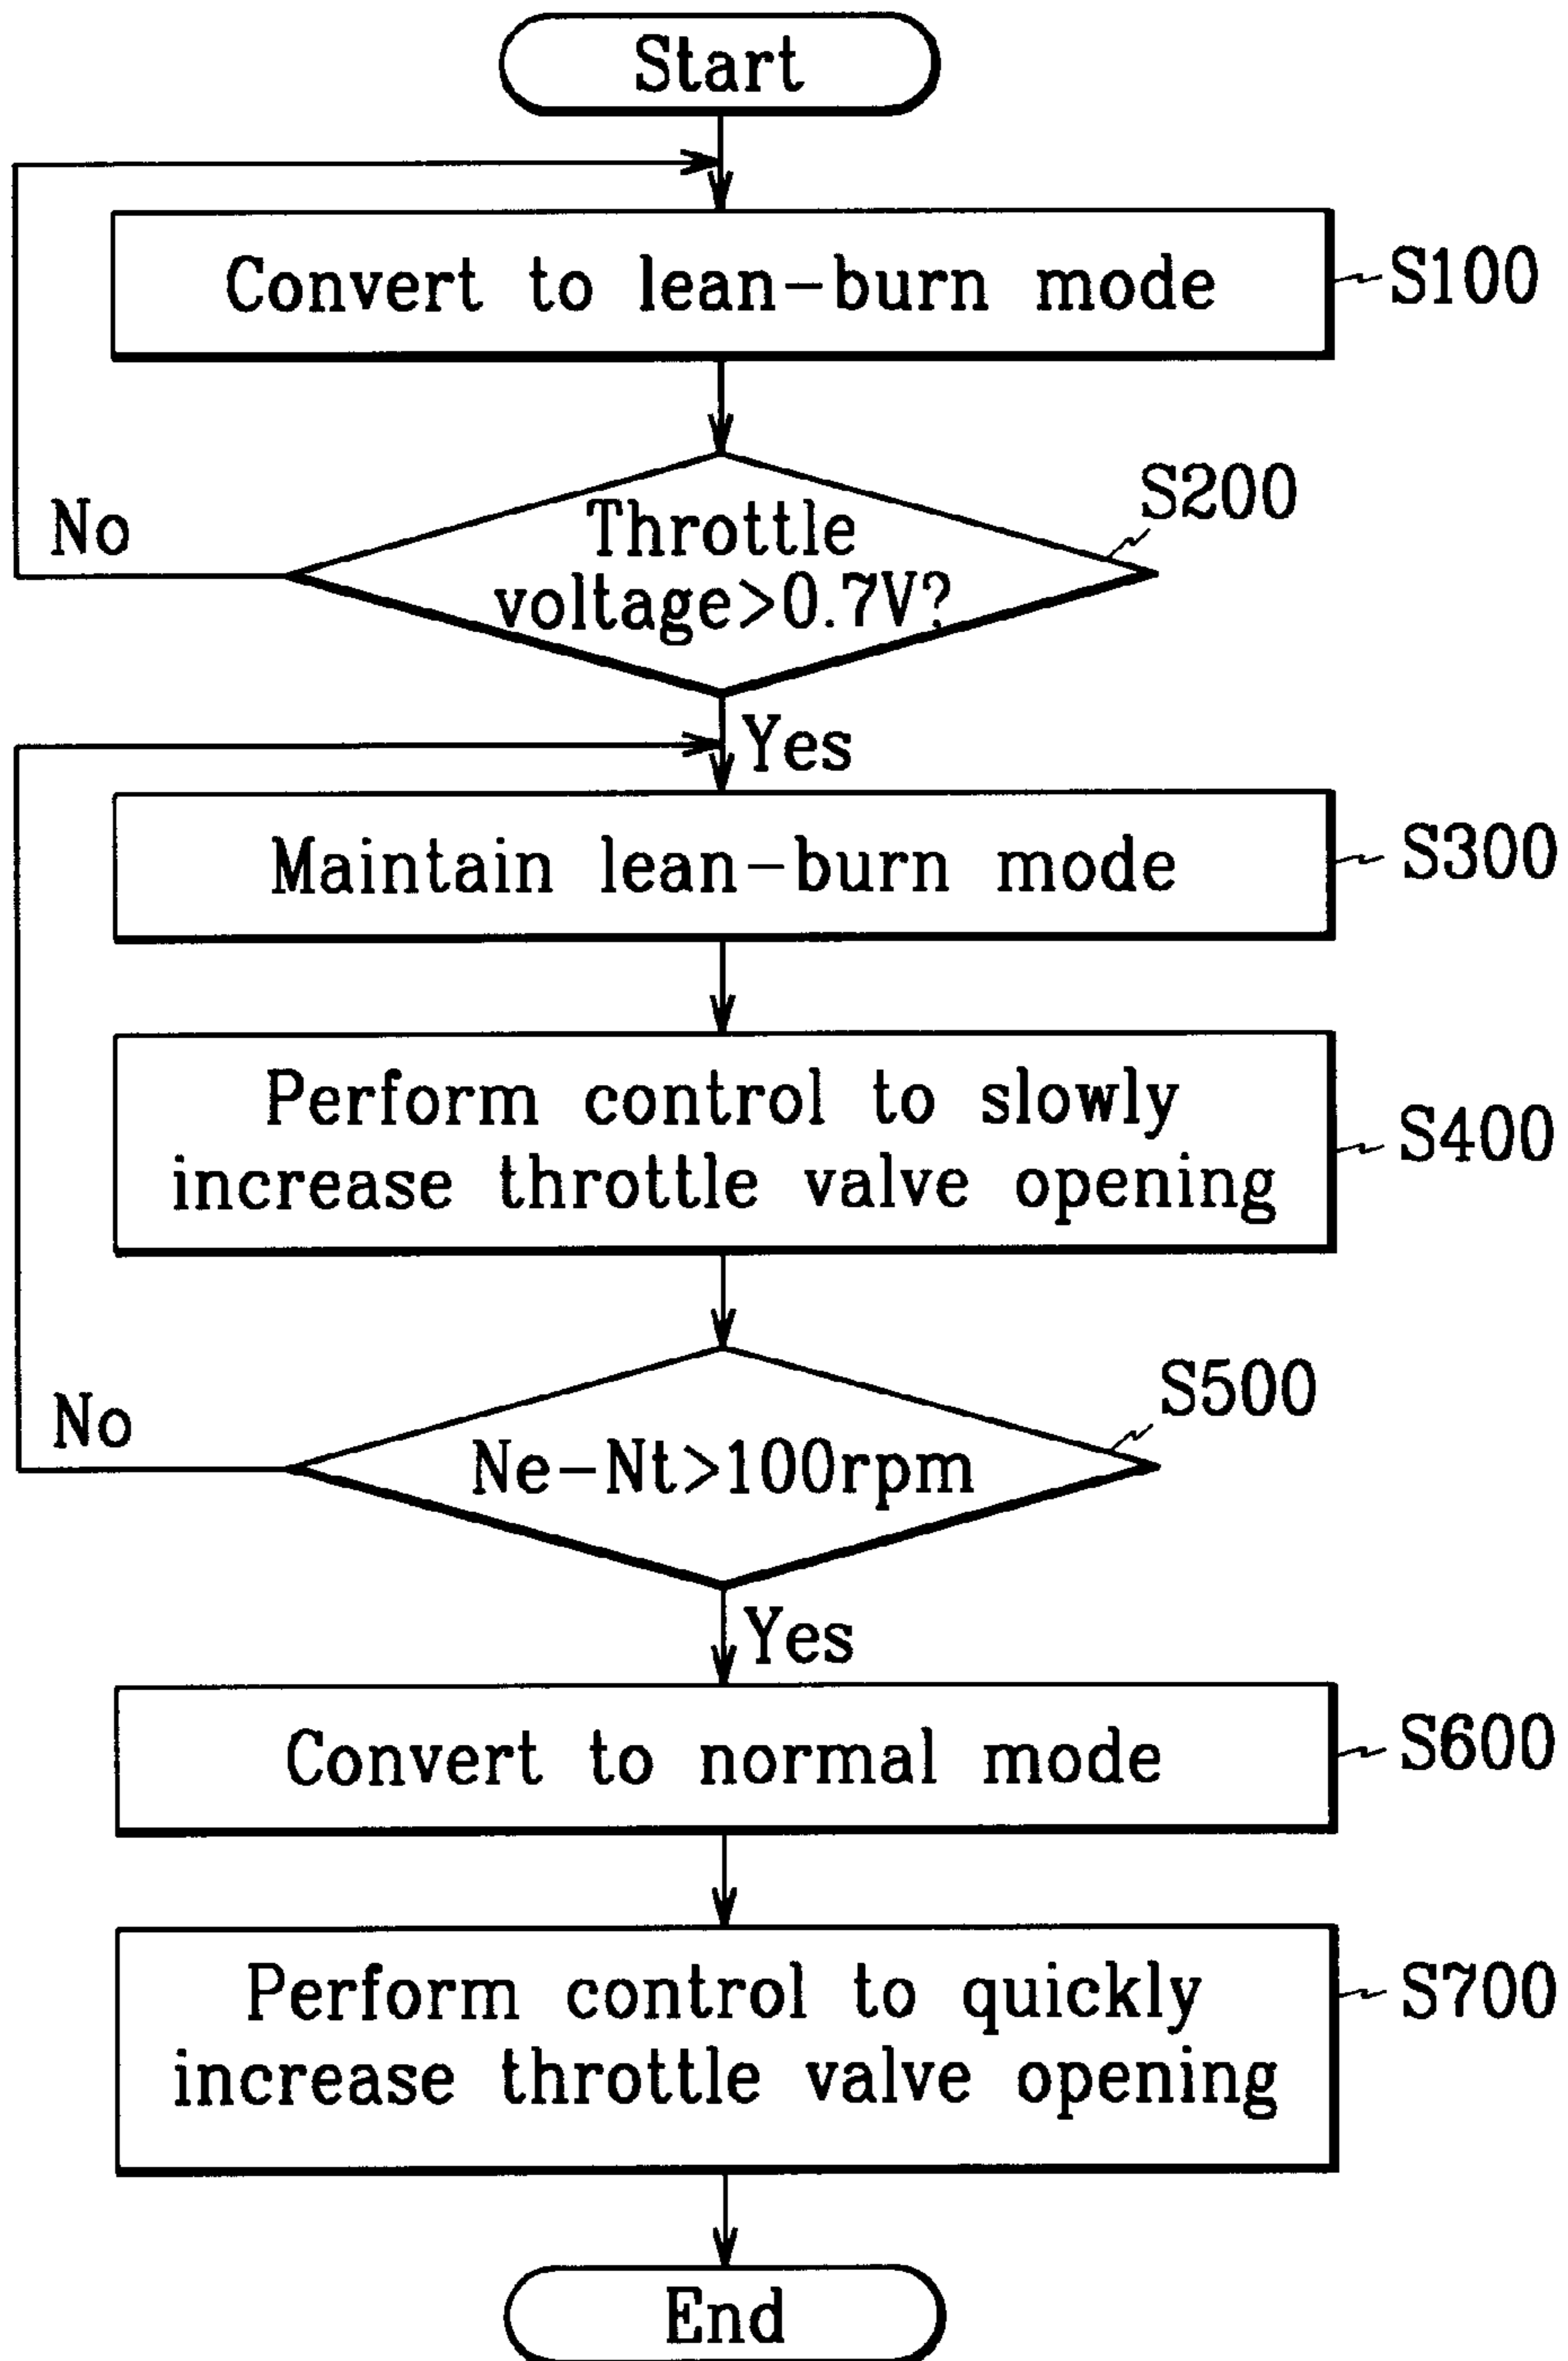 Start
Convert to lean-burn mode
S100
S200
Throttle
voltage>0.7V?
No
Yes
Maintain lean-burn mode
S300
Perform control to slowly
increase throttle valve opening
S400
S500
Ne-Nt>100rpm
No
Yes
Convert to normal mode
S600
Perform control to quickly
increase throttle valve opening
S700
End